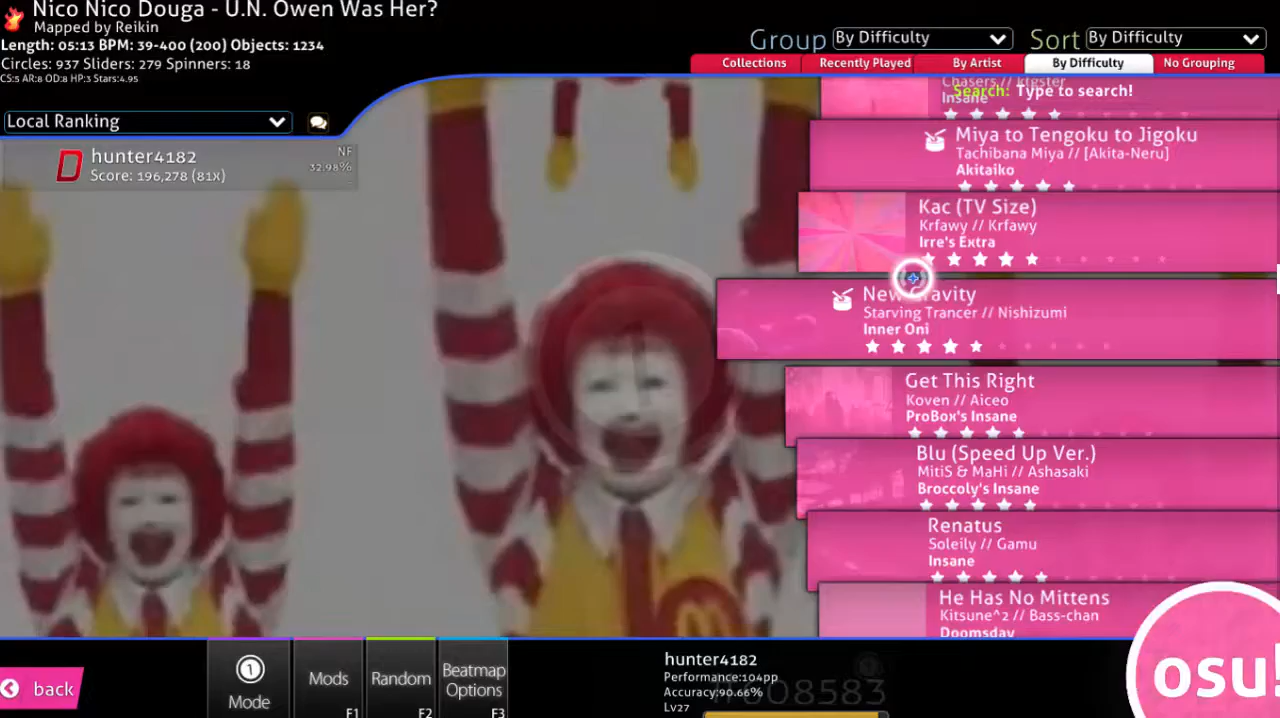 Nico Nico Douga - U.N. Owen Was Her?
Mapped by Reikin
Length: 05:13 BPM: 39-400 (200) Objects: 1234
Circles: 937 Sliders: 279 Spinners: 18
CS:5 AR:8 OD:8 HP:3 Stars:4.95
Group By Difficulty Sort By Difficulty
Collections Recently Played By Artist By Difficulty No Grouping
Local Ranking
hunter4182 NF
Score: 196,278 (81x) 32.98%
D
Chasers // ktgster
Search: Type to search!
Insane
Miya to Tengoku to Jigoku
Tachibana Miya // [Akita-Neru]
Akitaiko
Kac (TV Size)
Krfawy // Krfawy
Irre's Extra
New Gravity
Starving Trancer // Nishizumi
Inner Oni
Get This Right
Koven // Aiceo
ProBox's Insane
Blu (Speed Up Ver.)
MitiS & MaHi // Ashasaki
Broccoly's Insane
Renatus
Soleily // Gamu
Insane
He Has No Mittens
Kitsune^2 // Bass-chan
Doomsday
back
1
Mode
Mods
F1
Random
F2
Beatmap
Options
F3
hunter4182
Performance:104pp
Accuracy:90.66%
Lv27
608583
osu!